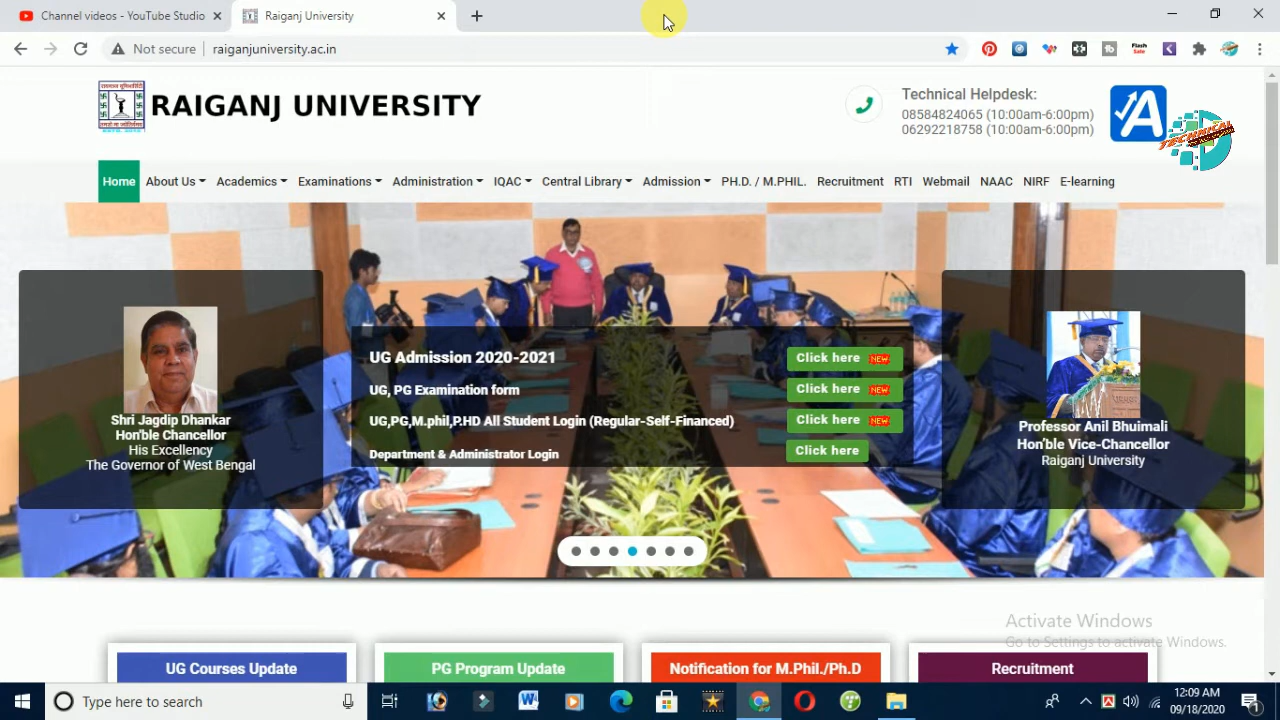 Channel videos - YouTube Studio
Raiganj University
Not secure
raiganjuniversity.ac.in
Flash
Sale
RAIGANJ UNIVERSITY
Technical Helpdesk:
08584824065 (10:00am-6:00pm)
06292218758 (10:00am-6:00pm)
TECHNICAL
Home
About Us
Academics
Examinations
Administration
IQAC
Central Library
Admission
PH.D. / M.PHIL.
Recruitment
RTI
Webmail
NAAC
NIRF
E-learning
Shri Jagdip Dhankar
Hon'ble Chancellor
His Excellency
The Governor of West Bengal
UG Admission 2020-2021
Click here NEW
UG, PG Examination form
Click here NEW
UG,PG,M.phil,P.HD All Student Login (Regular-Self-Financed)
Click here NEW
Department & Administrator Login
Click here
Professor Anil Bhuimali
Hon'ble Vice-Chancellor
Raiganj University
Activate Windows
Go to Settings to activate Windows.
UG Courses Update
PG Program Update
Notification for M.Phil./Ph.D
Recruitment
Type here to search
12:09 AM
09/18/2020